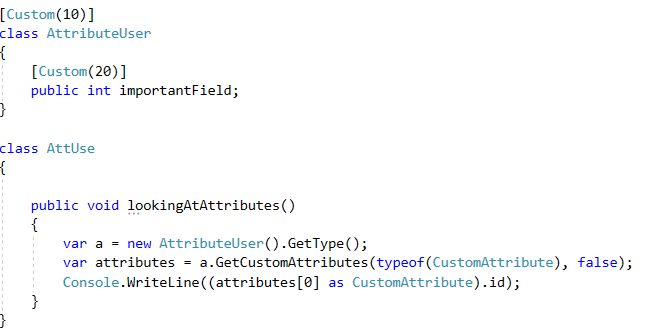 [Custom(10)]
class AttributeUser
{
[Custom(20)]
public int importantField;
}
class AttUse
{
public void lookingAtAttributes()
{
var a = new AttributeUser().GetType();
var attributes = a.GetCustomAttributes(typeof(CustomAttribute), false);
Console.WriteLine((attributes[0] as CustomAttribute).id);
}
}